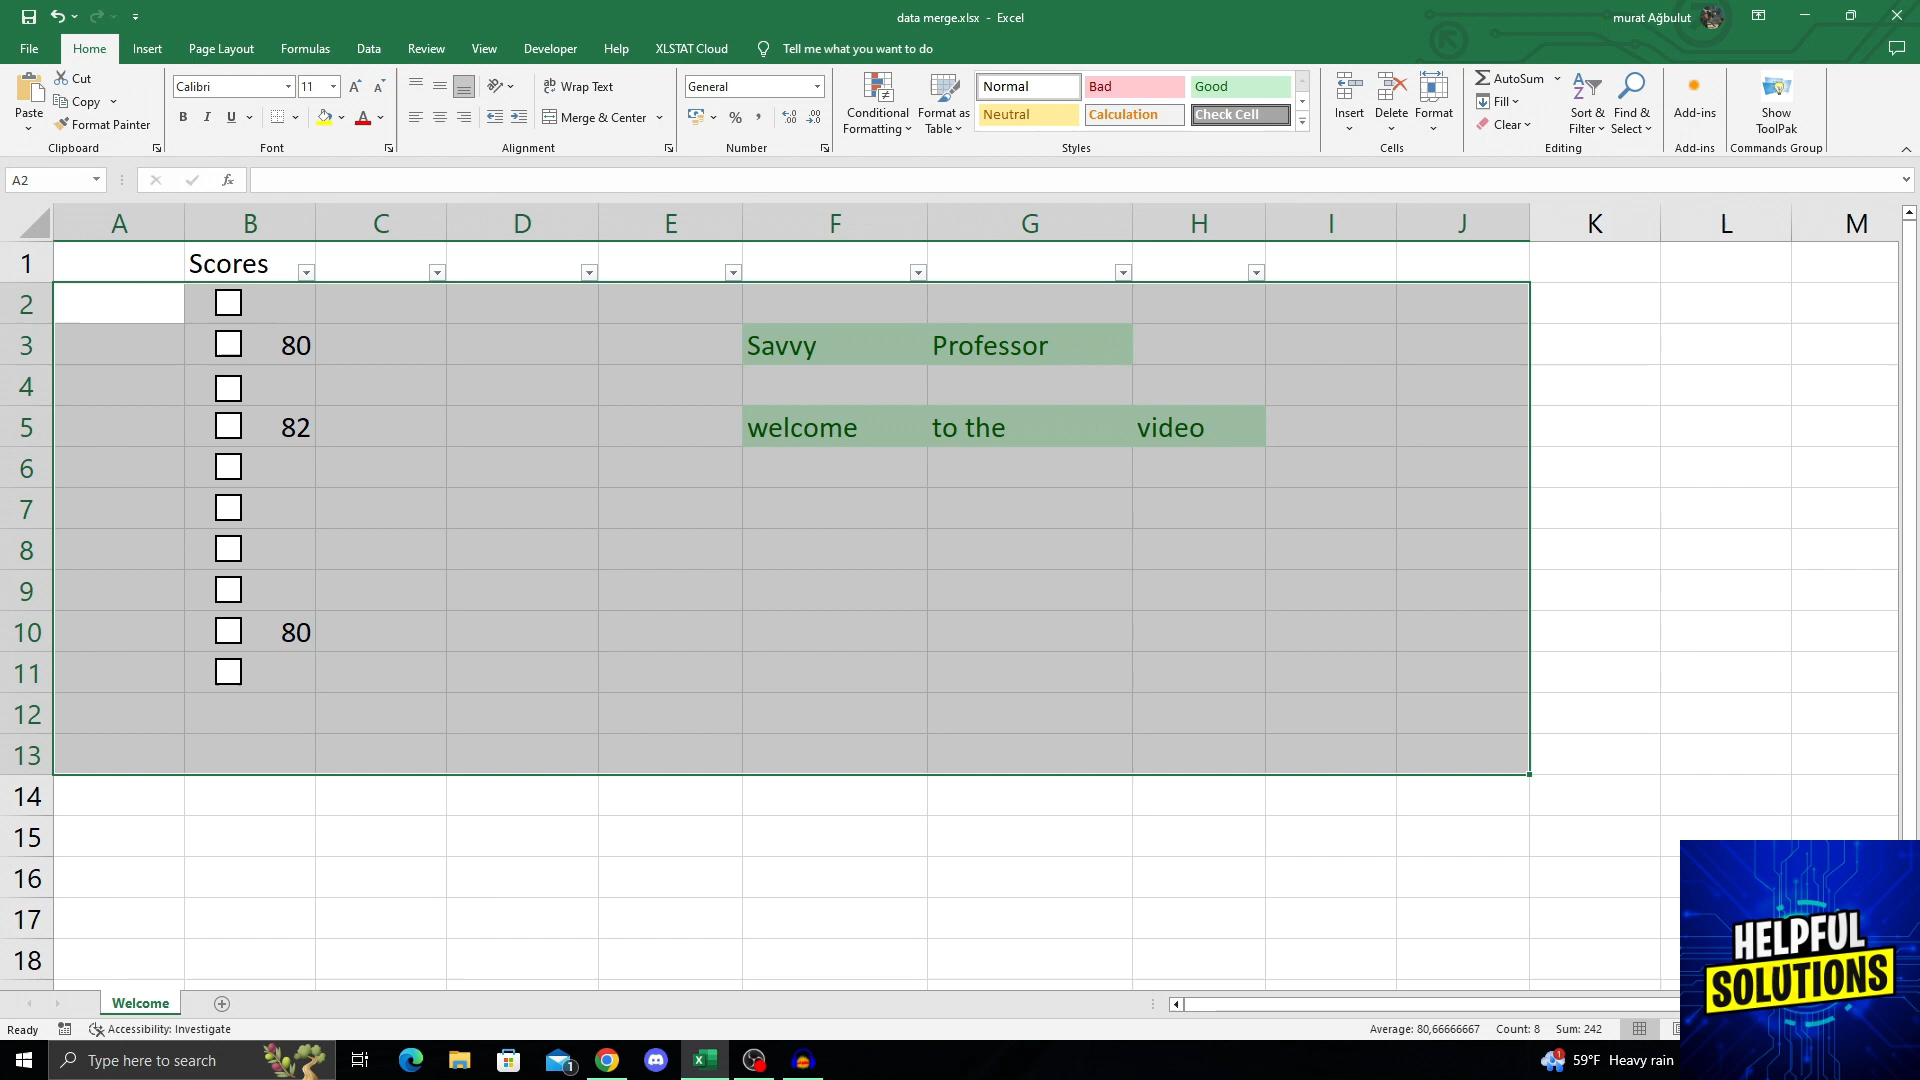 data merge.xlsx - Excel
murat Ağbulut
File Home Insert Page Layout Formulas Data Review View Developer Help XLSTAT Cloud Tell me what you want to do
Paste
Cut
Copy
Format Painter
Clipboard
Calibri 11
B I U
Font
Wrap Text
Merge & Center
Alignment
General
%
Number
Conditional Formatting
Format as Table
Normal Bad Good
Neutral Calculation Check Cell
Styles
Insert Delete Format
Cells
AutoSum
Fill
Clear
Sort & Filter
Find & Select
Editing
Add-ins
Add-ins
Show ToolPak
Commands Group
A2
fx
A B C D E F G H I J K L M
1 Scores
2
3 80 Savvy Professor
4
5 82 welcome to the video
6
7
8
9
10 80
11
12
13
14
15
16
17
18
HELPFUL
SOLUTIONS
Welcome
Ready Accessibility: Investigate Average: 80,66666667 Count: 8 Sum: 242
Type here to search
1
1
59°F Heavy rain